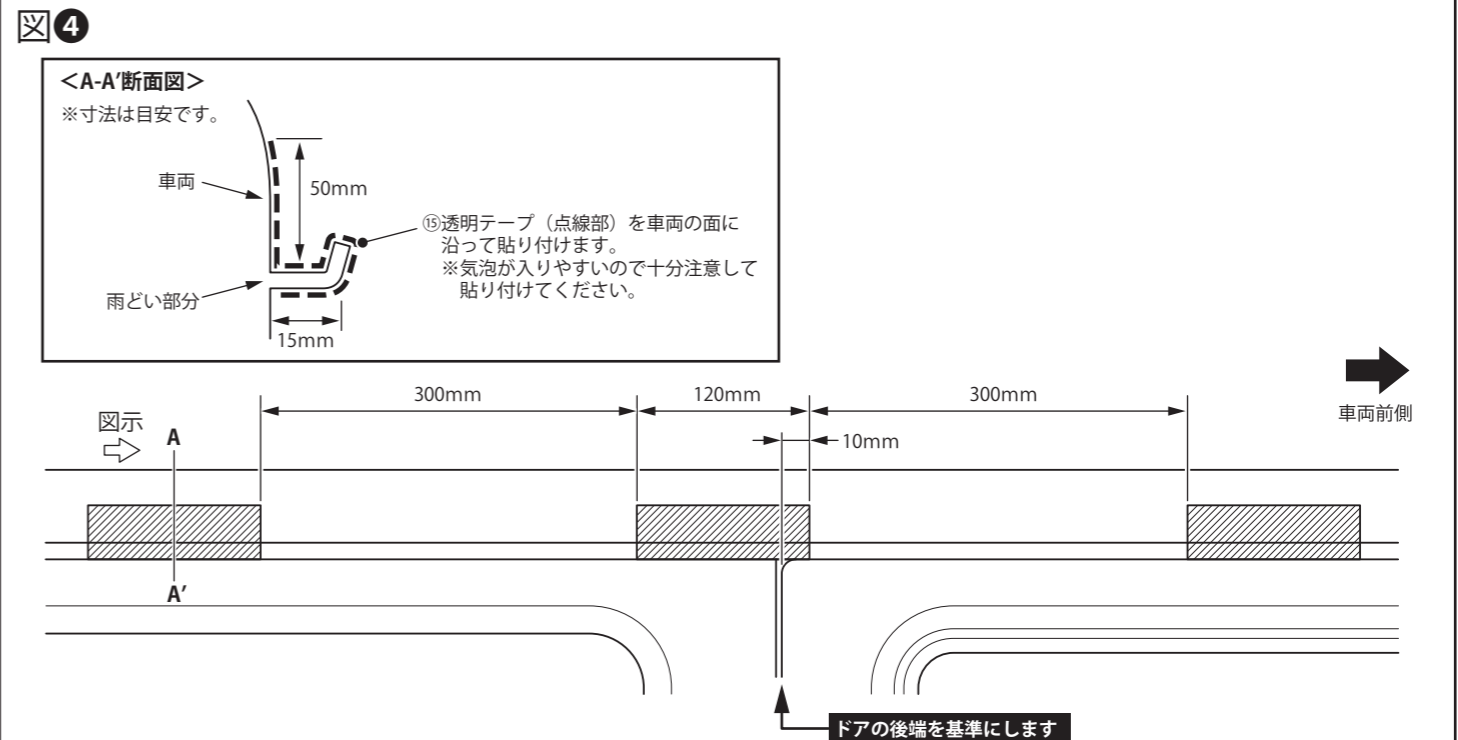 図❹
＜A-A’断面図＞
※寸法は目安です。
車両
50mm
⑮透明テープ（点線部）を車両の面に
沿って貼り付けます。
※気泡が入りやすいので十分注意して
貼り付けてください。
雨どい部分
15mm
300mm
120mm
300mm
車両前側
図示
A
10mm
A’
ドアの後端を基準にします